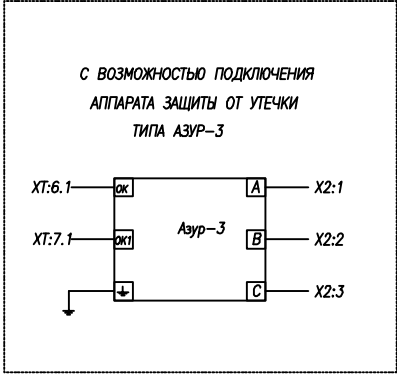 С ВОЗМОЖНОСТЬЮ ПОДКЛЮЧЕНИЯ
АППАРАТА ЗАЩИТЫ ОТ УТЕЧКИ
ТИПА АЗУР-3
XT:6.1 ОК A X2:1
XT:7.1 ОК1 Азур-3 B X2:2
C X2:3